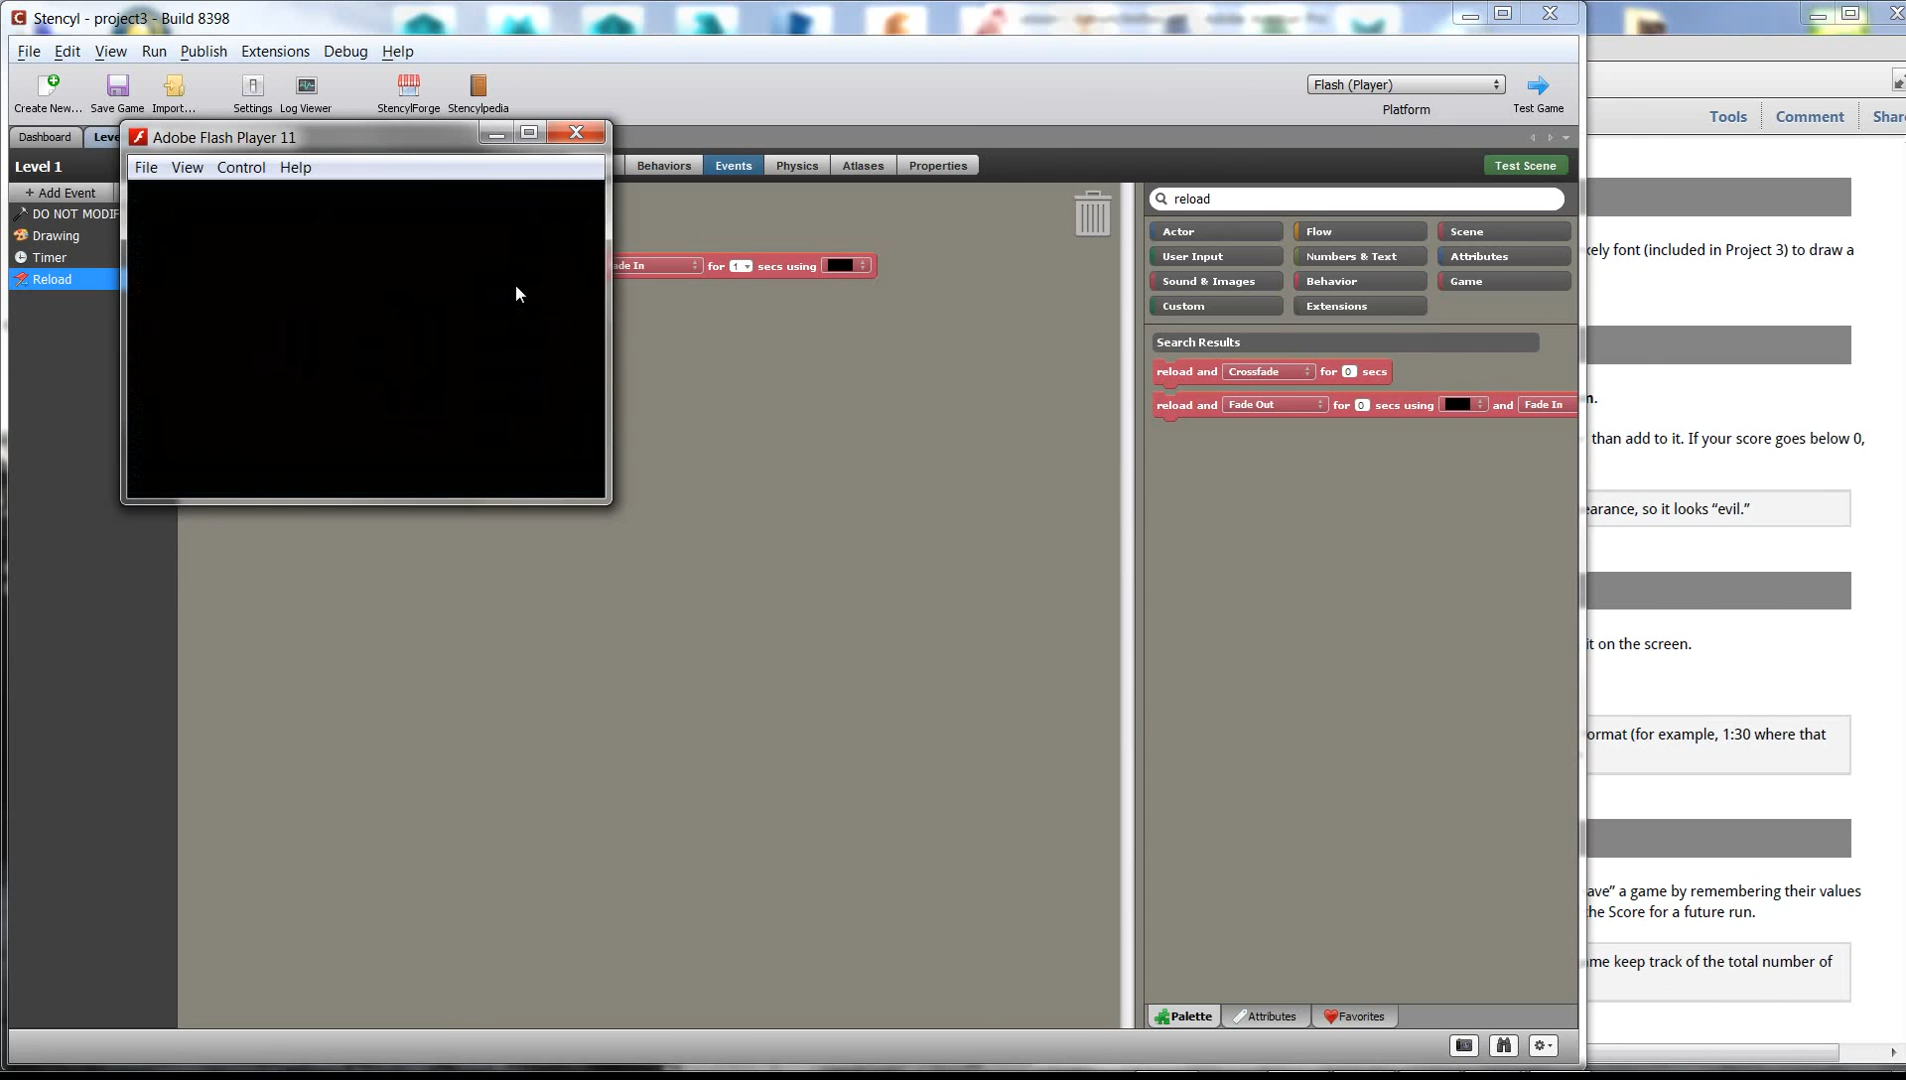 Stencyl - project3 - Build 8398
File Edit View Run Publish Extensions Debug Help
Create New... Save Game Import... Settings Log Viewer StencylForge Stencylpedia
Flash (Player)
Platform
Test Game
Dashboard
Level 1
+ Add Event
DO NOT MODIF
Drawing
Timer
Reload
Adobe Flash Player 11
File View Control Help
Behaviors Events Physics Atlases Properties
Test Scene
for 1 secs using
reload
Actor Flow Scene
User Input Numbers & Text Attributes
Sound & Images Behavior Game
Custom Extensions
Search Results
reload and Crossfade for 0 secs
reload and Fade Out for 0 secs using and Fade In
Palette Attributes Favorites
Tools Comment Shar
kely font (included in Project 3) to draw a
n.
than add to it. If your score goes below 0,
earance, so it looks “evil.”
it on the screen.
ormat (for example, 1:30 where that
ave” a game by remembering their values
the Score for a future run.
me keep track of the total number of